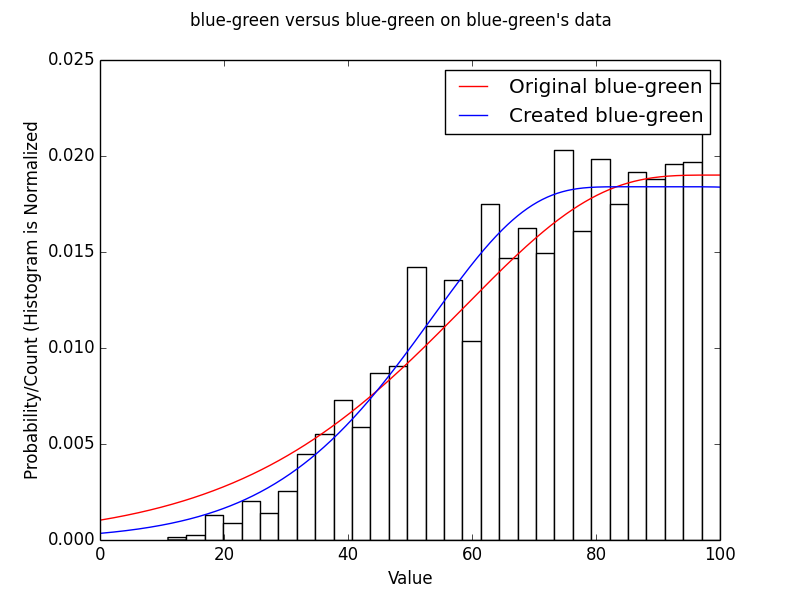 blue-green versus blue-green on blue-green's data
0.025
0.020
0.015
0.010
0.005
0.000
Probability/Count (Histogram is Normalized
Original blue-green
Created blue-green
0 20 40 60 80 100
Value